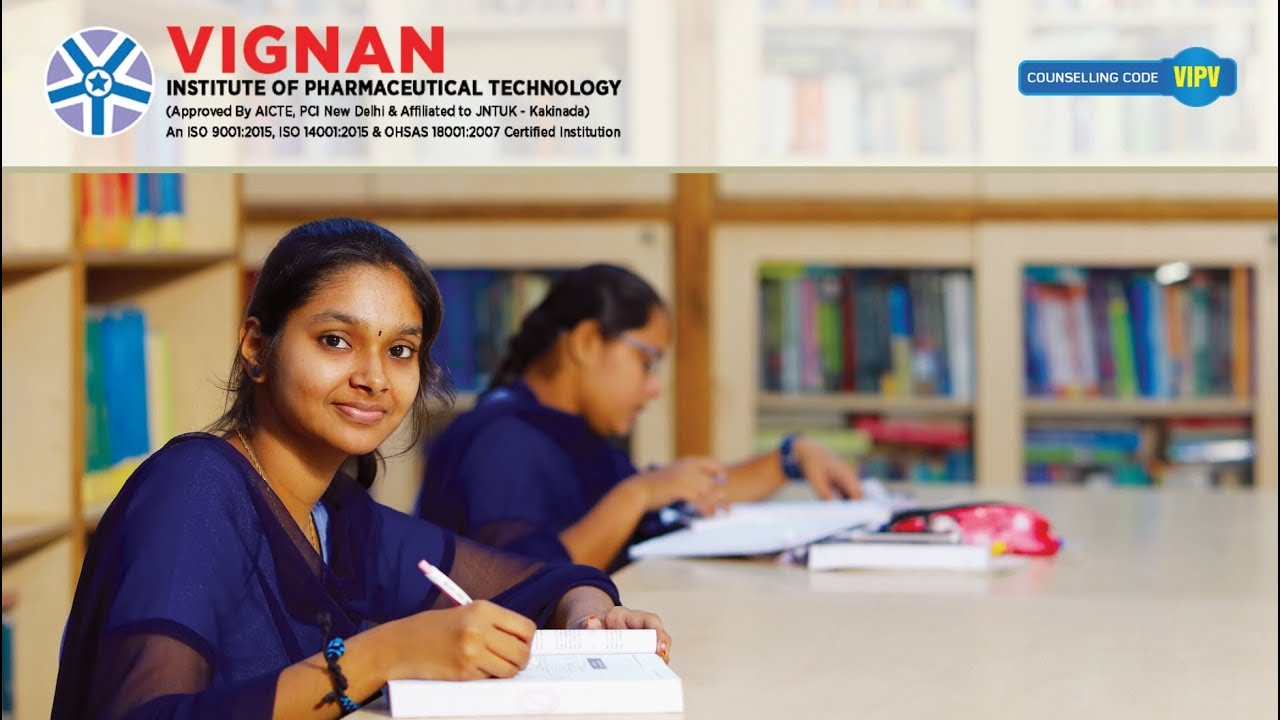 VIGNAN
INSTITUTE OF PHARMACEUTICAL TECHNOLOGY
(Approved By AICTE, PCI New Delhi & Affiliated to JNTUK - Kakinada)
An ISO 9001:2015, ISO 14001:2015 & OHSAS 18001:2007 Certified Institution
COUNSELLING CODE VIPV